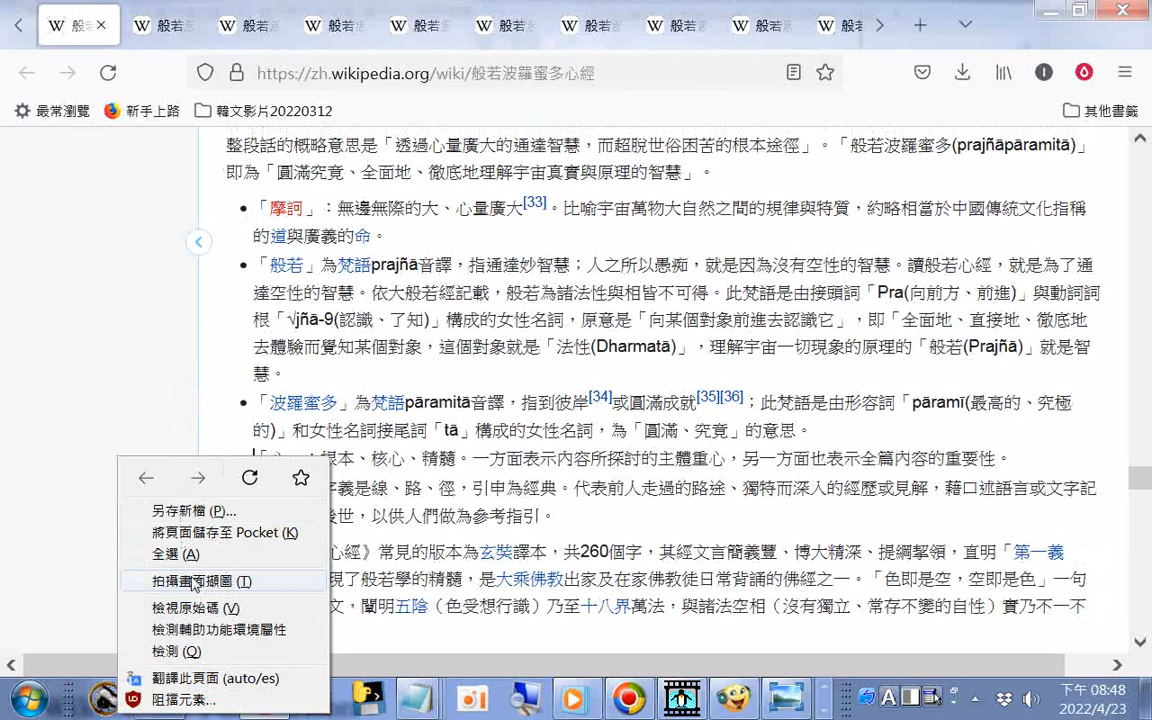 般
般若
般若
般若波
般若波
般若
般若波
般若波
般若波
般若
https://zh.wikipedia.org/wiki/般若波羅蜜多心經
最常瀏覽 新手上路 韓文影片20220312 其他書籤
整段話的概略意思是「透過心量廣大的通達智慧，而超脫世俗困苦的根本途徑」。「般若波羅蜜多(prajñāpāramitā)」
即為「圓滿究竟、全面地、徹底地理解宇宙真實與原理的智慧」。
「摩訶」：無邊無際的大、心量廣大[33]。比喻宇宙萬物大自然之間的規律與特質，約略相當於中國傳統文化指稱
的道與廣義的命。
「般若」為梵語prajñā音譯，指通達妙智慧；人之所以愚痴，就是因為沒有空性的智慧。讀般若心經，就是為了通
達空性的智慧。依大般若經記載，般若為諸法性與相皆不可得。此梵語是由接頭詞「Pra(向前方、前進)」與動詞詞
根「√jñā-9(認識、了知)」構成的女性名詞，原意是「向某個對象前進去認識它」，即「全面地、直接地、徹底地
去體驗而覺知某個對象，這個對象就是「法性(Dharmatā)」，理解宇宙一切現象的原理的「般若(Prajñā)」就是智
慧。
「波羅蜜多」為梵語pāramitā音譯，指到彼岸[34]或圓滿成就[35][36]；此梵語是由形容詞「pāramī(最高的、究極
的)」和女性名詞接尾詞「tā」構成的女性名詞，為「圓滿、究竟」的意思。
根本、核心、精髓。一方面表示內容所探討的主體重心，另一方面也表示全篇內容的重要性。
字義是線、路、徑，引申為經典。代表前人走過的路途、獨特而深入的經歷或見解，藉口述語言或文字記
後世，以供人們做為參考指引。
心經》常見的版本為玄奘譯本，共260個字，其經文言簡義豐、博大精深、提綱挈領，直明「第一義
現了般若學的精髓，是大乘佛教出家及在家佛教徒日常背誦的佛經之一。「色即是空，空即是色」一句
文，闡明五陰（色受想行識）乃至十八界萬法，與諸法空相（沒有獨立、常存不變的自性）實乃不一不
另存新檔 (P)...
將頁面儲存至 Pocket (K)
全選 (A)
拍攝畫面擷圖 (T)
檢視原始碼 (V)
檢測輔助功能環境屬性
檢測 (Q)
翻譯此頁面 (auto/es)
阻擋元素...
下午 08:48
2022/4/23